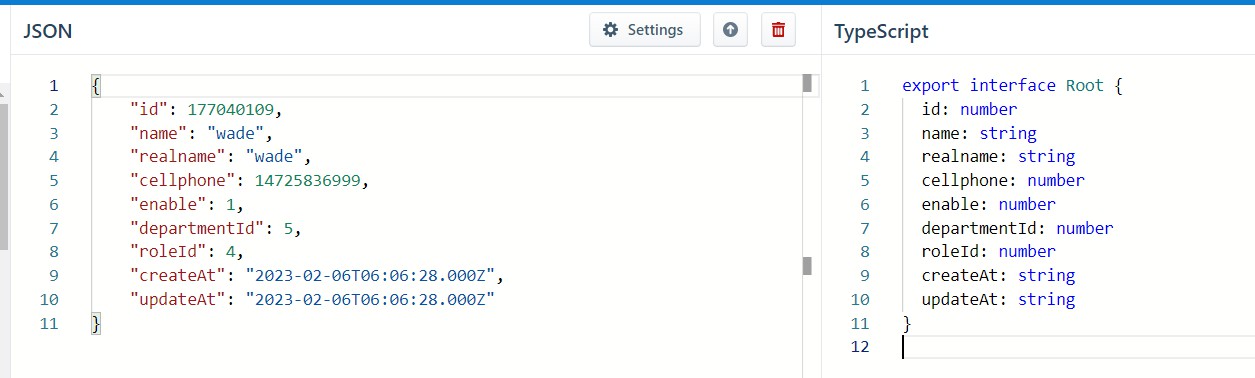 JSON
Settings
1 {
2 "id": 177040109,
3 "name": "wade",
4 "realname": "wade",
5 "cellphone": 14725836999,
6 "enable": 1,
7 "departmentId": 5,
8 "roleId": 4,
9 "createAt": "2023-02-06T06:06:28.000Z",
10 "updateAt": "2023-02-06T06:06:28.000Z"
11 }
TypeScript
1 export interface Root {
2 id: number
3 name: string
4 realname: string
5 cellphone: number
6 enable: number
7 departmentId: number
8 roleId: number
9 createAt: string
10 updateAt: string
11 }
12